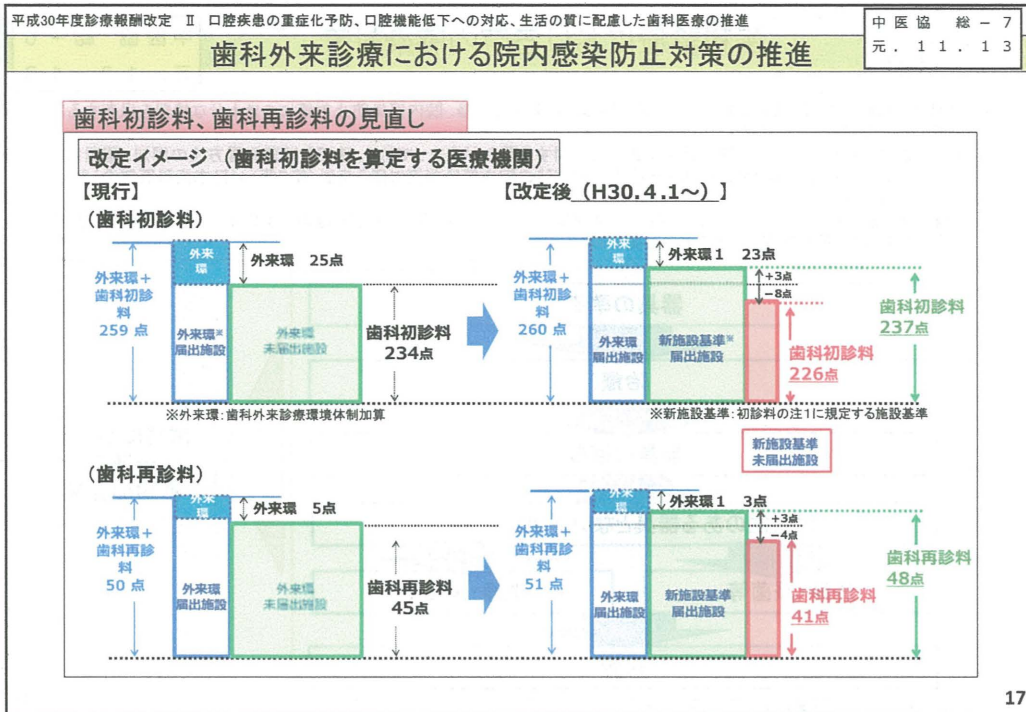 平成30年度診療報酬改定　Ⅱ　口腔疾患の重症化予防、口腔機能低下への対応、生活の質に配慮した歯科医療の推進
中医協　総－7
元．11．13
歯科外来診療における院内感染防止対策の推進
歯科初診料、歯科再診料の見直し
改定イメージ（歯科初診料を算定する医療機関）
【現行】
（歯科初診料）
外来環＋
歯科初診
料
259 点
外来
環
外来環※
届出施設
外来環　25点
外来環
未届出施設
歯科初診料
234点
※外来環：歯科外来診療環境体制加算
【改定後（H30.4.1～）】
外来環＋
歯科初診
料
260 点
外来
環
外来環
届出施設
外来環１　23点
新施設基準※
届出施設
+3点
−8点
歯科初診料
226点
歯科初診料
237点
※新施設基準：初診料の注1に規定する施設基準
新施設基準
未届出施設
（歯科再診料）
外来環＋
歯科再診
料
50 点
外来
環
外来環
届出施設
外来環　5点
外来環
未届出施設
歯科再診料
45点
外来環＋
歯科再診
料
51 点
外来
環
外来環
届出施設
外来環１　3点
新施設基準
届出施設
+3点
−4点
歯科再診料
41点
歯科再診料
48点
17